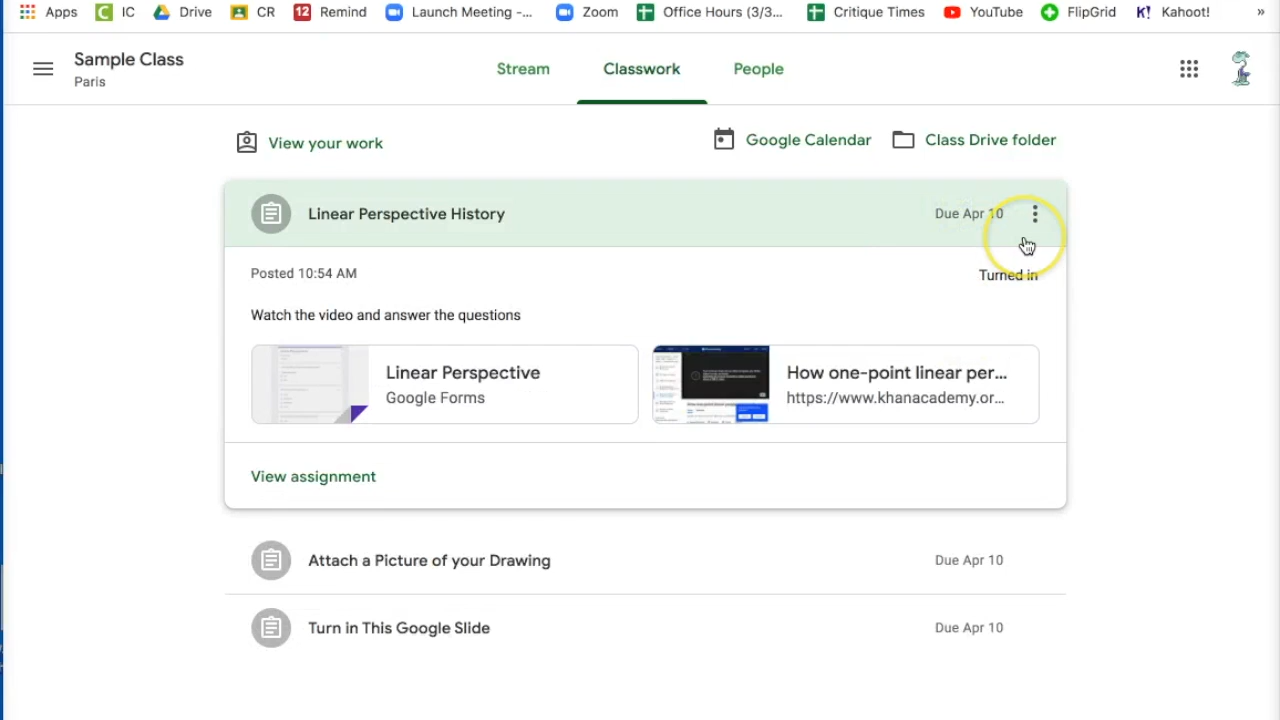 Apps IC Drive CR 12 Remind Launch Meeting -... Zoom Office Hours (3/3... Critique Times YouTube FlipGrid K! Kahoot! »
Sample Class
Paris
Stream Classwork People
View your work Google Calendar Class Drive folder
Linear Perspective History Due Apr 10
Posted 10:54 AM Turned in
Watch the video and answer the questions
Linear Perspective
Google Forms
How one-point linear per...
https://www.khanacademy.or...
View assignment
Attach a Picture of your Drawing Due Apr 10
Turn in This Google Slide Due Apr 10